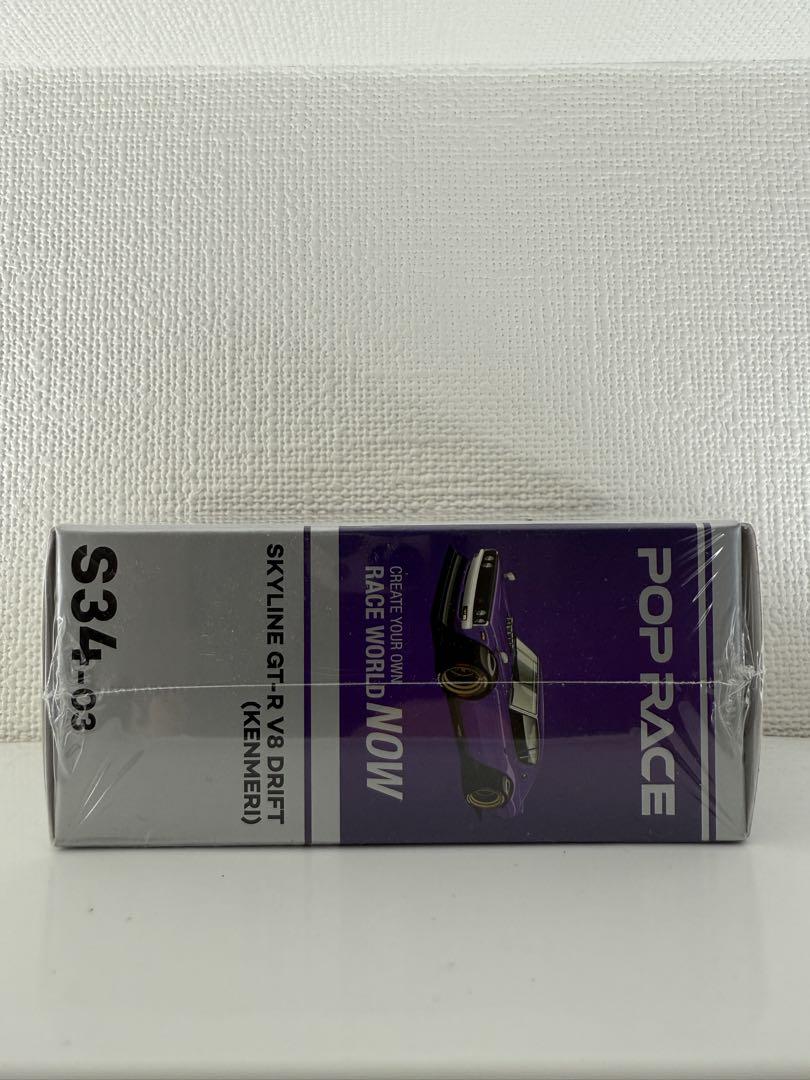 POP RACE
CREATE YOUR OWN
RACE WORLD NOW
SKYLINE GT-R V8 DRIFT
(KENMERI)
S34-03